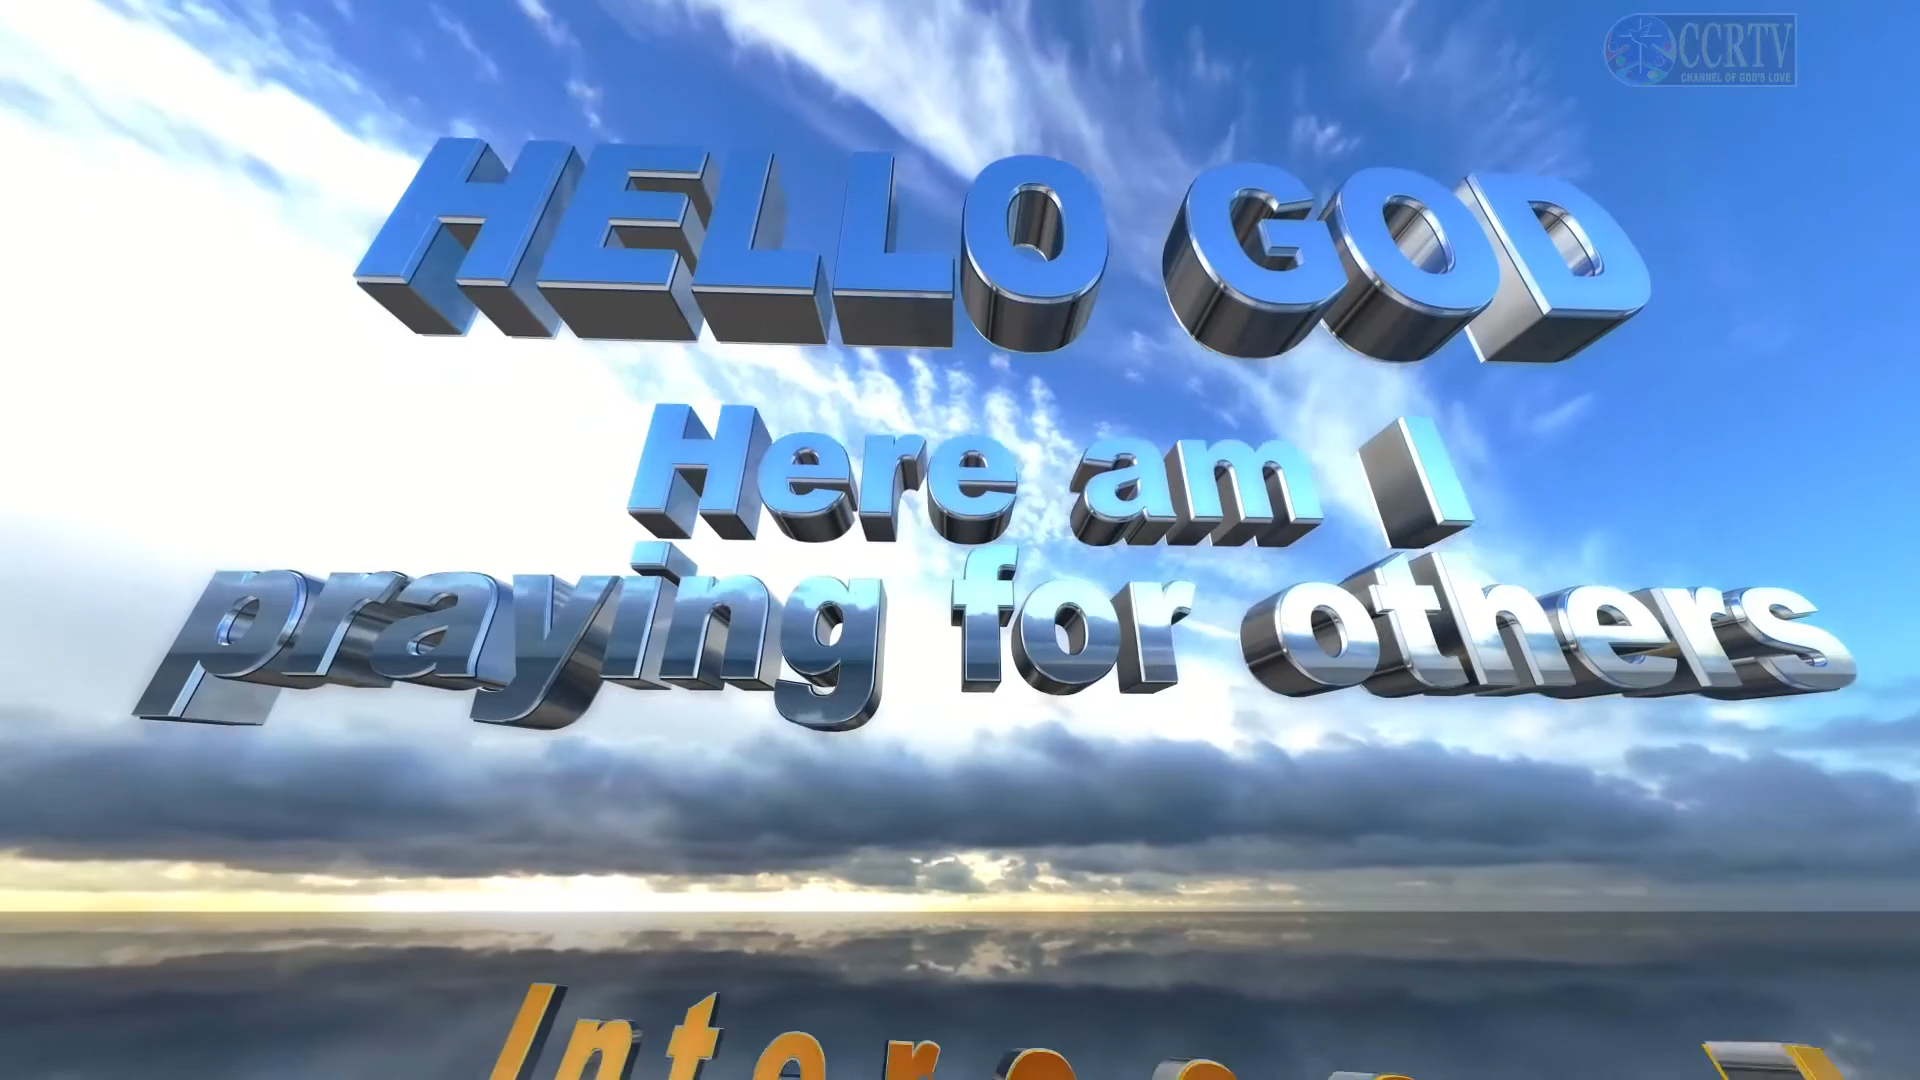 CCRTV
CHANNEL OF GOD'S LOVE
HELLO GOD
Here am I
praying for others